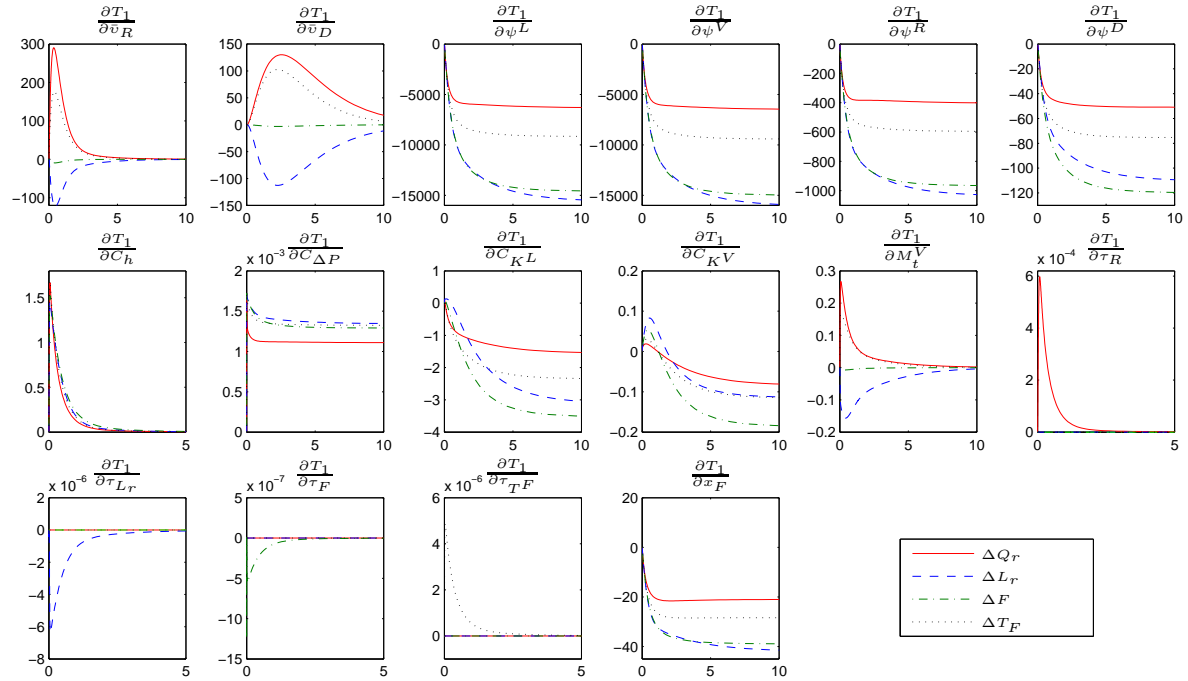 ∂T₁/∂v̄_R ∂T₁/∂v̄_D ∂T₁/∂ψ^L ∂T₁/∂ψ^V ∂T₁/∂ψ^R ∂T₁/∂ψ^D
300 150 0 0 0 0
100
200 −5000 −5000 −200 −20
50 −40
100 0 −10000 −10000 −400 −60
−50 −600 −80
0 −15000 −15000 −800 −100
−100
−100 −150 −1000 −120
0 5 10 0 5 10 0 5 10 0 5 10 0 5 10 0 5 10
∂T₁/∂C_h ∂T₁/∂C_ΔP ∂T₁/∂C_K^L ∂T₁/∂C_K^V ∂T₁/∂M_t^V ∂T₁/∂τ_R
x 10⁻³ x 10⁻⁴
2 1 0.2 0.3 6
1.5 1.5 0 0.1 0.2 4
1 1 −1 0 0.1
0.5 0.5 −2 −0.1 0 2
−3 −0.1
0 0 −4 −0.2 −0.2 0
0 5 0 5 0 5 10 0 5 10 0 5 10 0 5
∂T₁/∂τ_{L_r} ∂T₁/∂τ_F ∂T₁/∂τ_{T^F} ∂T₁/∂x_F
x 10⁻⁶ x 10⁻⁷ x 10⁻⁶
2 5 6 20
0 0 4 0
−2
−4 −5 2 −20
−6 −10 0 −40
−8 −15
0 5 0 5 0 5 0 5 10
ΔQ_r
ΔL_r
ΔF
ΔT_F